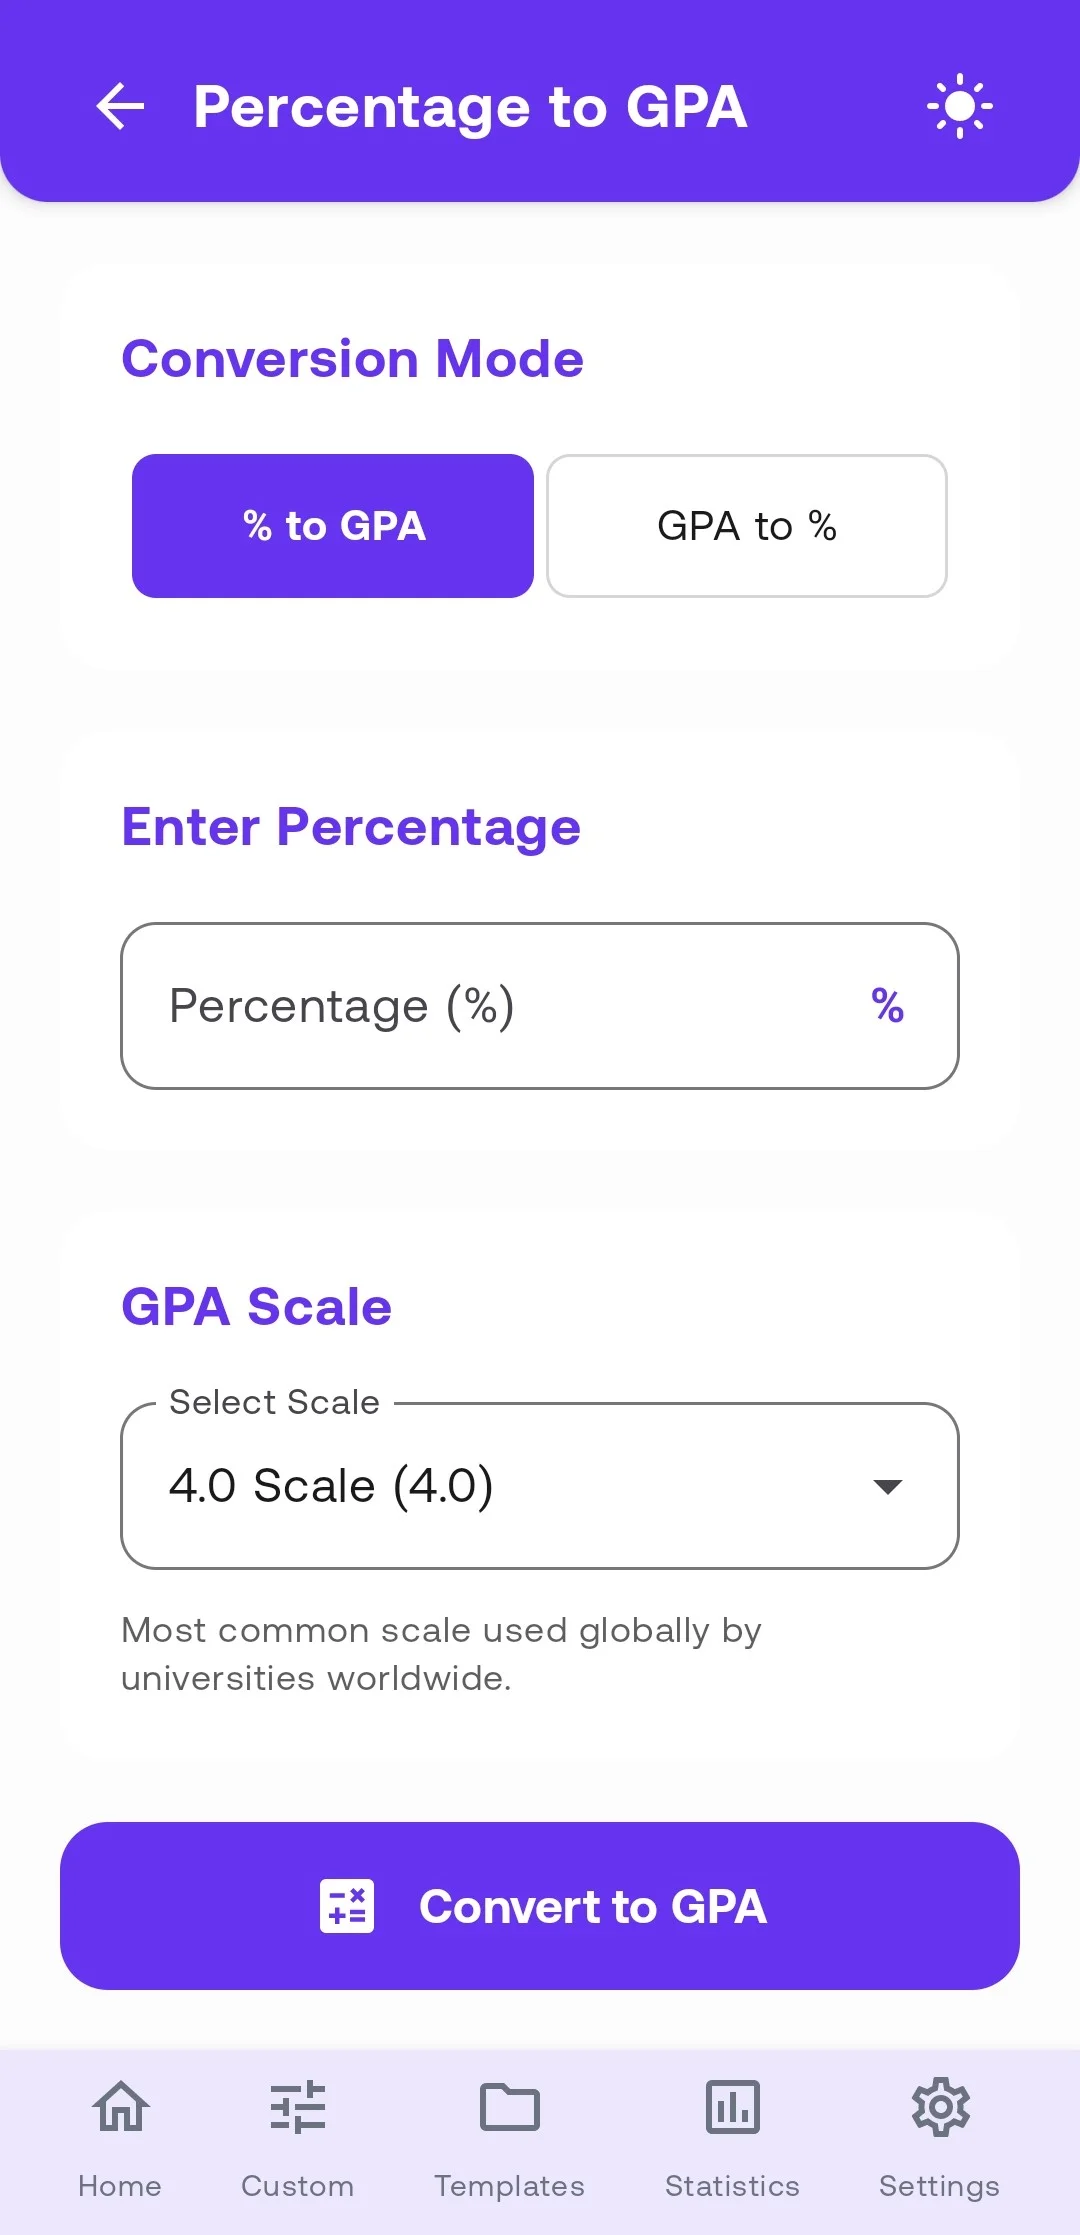 Percentage to GPA
Conversion Mode
% to GPA
GPA to %
Enter Percentage
Percentage (%)
%
GPA Scale
Select Scale
4.0 Scale (4.0)
Most common scale used globally by
universities worldwide.
Convert to GPA
Home
Custom
Templates
Statistics
Settings